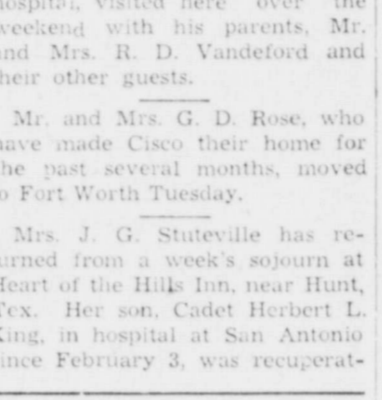 hospital, visited here over the
weekend with his parents, Mr.
and Mrs. R. D. Vandeford and
their other guests.
Mr. and Mrs. G. D. Rose, who
have made Cisco their home for
the past several months, moved
to Fort Worth Tuesday.
Mrs. J. G. Stuteville has re-
turned from a week's sojourn at
Heart of the Hills Inn, near Hunt,
Tex. Her son, Cadet Herbert L.
King, in hospital at San Antonio
since February 3, was recuperat-